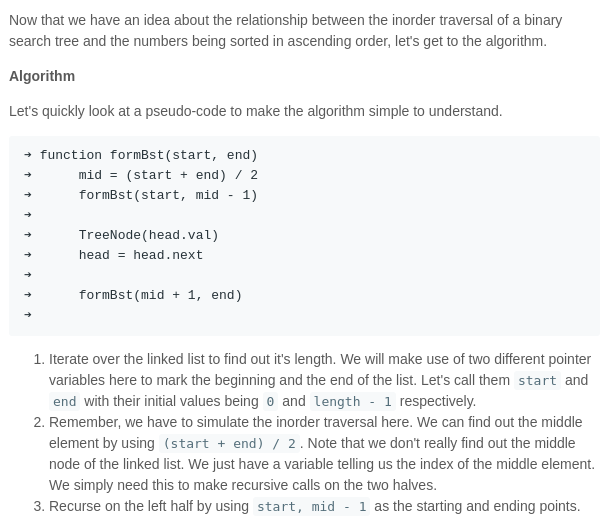 Now that we have an idea about the relationship between the inorder traversal of a binary
search tree and the numbers being sorted in ascending order, let's get to the algorithm.
Algorithm
Let's quickly look at a pseudo-code to make the algorithm simple to understand.
➔ function formBst(start, end)
➔      mid = (start + end) / 2
➔      formBst(start, mid - 1)
➔
➔      TreeNode(head.val)
➔      head = head.next
➔
➔      formBst(mid + 1, end)
➔
1. Iterate over the linked list to find out it's length. We will make use of two different pointer
variables here to mark the beginning and the end of the list. Let's call them start and
end with their initial values being 0 and length - 1 respectively.
2. Remember, we have to simulate the inorder traversal here. We can find out the middle
element by using (start + end) / 2. Note that we don't really find out the middle
node of the linked list. We just have a variable telling us the index of the middle element.
We simply need this to make recursive calls on the two halves.
3. Recurse on the left half by using start, mid - 1 as the starting and ending points.